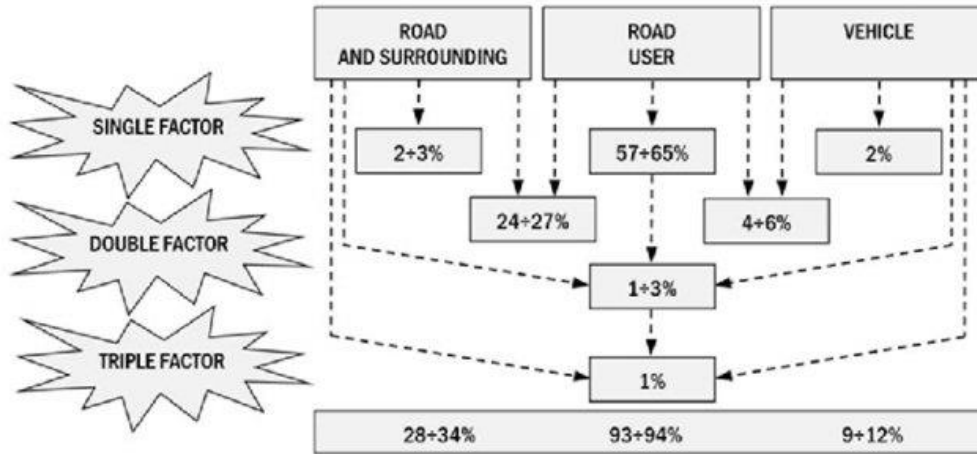 ROAD
AND SURROUNDING
ROAD
USER
VEHICLE
SINGLE FACTOR
2÷3%
57÷65%
2%
24÷27%
4÷6%
DOUBLE FACTOR
1÷3%
TRIPLE FACTOR
1%
28÷34%
93÷94%
9÷12%